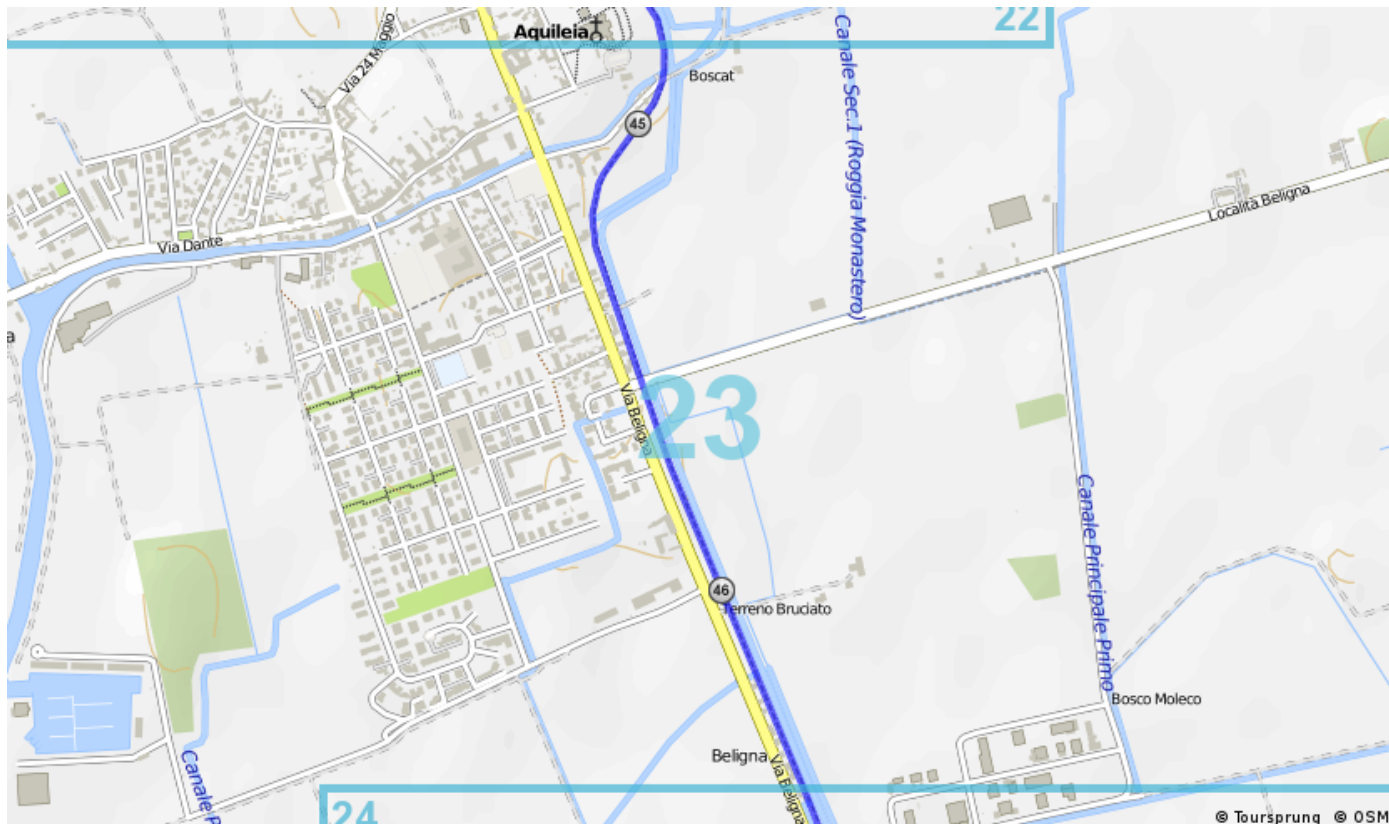 22
Aquileia
Via 24 Maggio
Boscat
45
Canale Sec.1 (Roggia Monastero)
Località Beligna
Via Dante
a
23
Via Beligna
Canale Principale Primo
46
Terreno Bruciato
Bosco Moleco
Beligna
Via Beligna
Canale P
24
© Toursprung © OSM